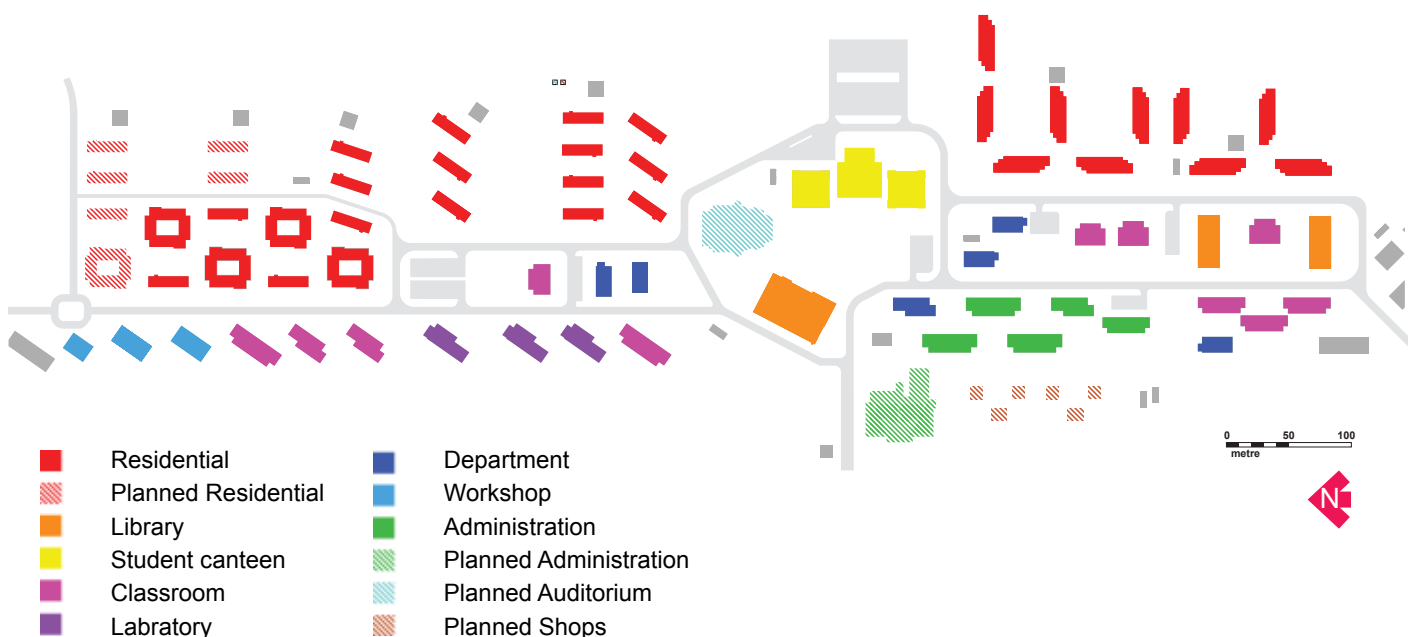 0 50 100
metre
N
Residential
Planned Residential
Library
Student canteen
Classroom
Labratory
Department
Workshop
Administration
Planned Administration
Planned Auditorium
Planned Shops